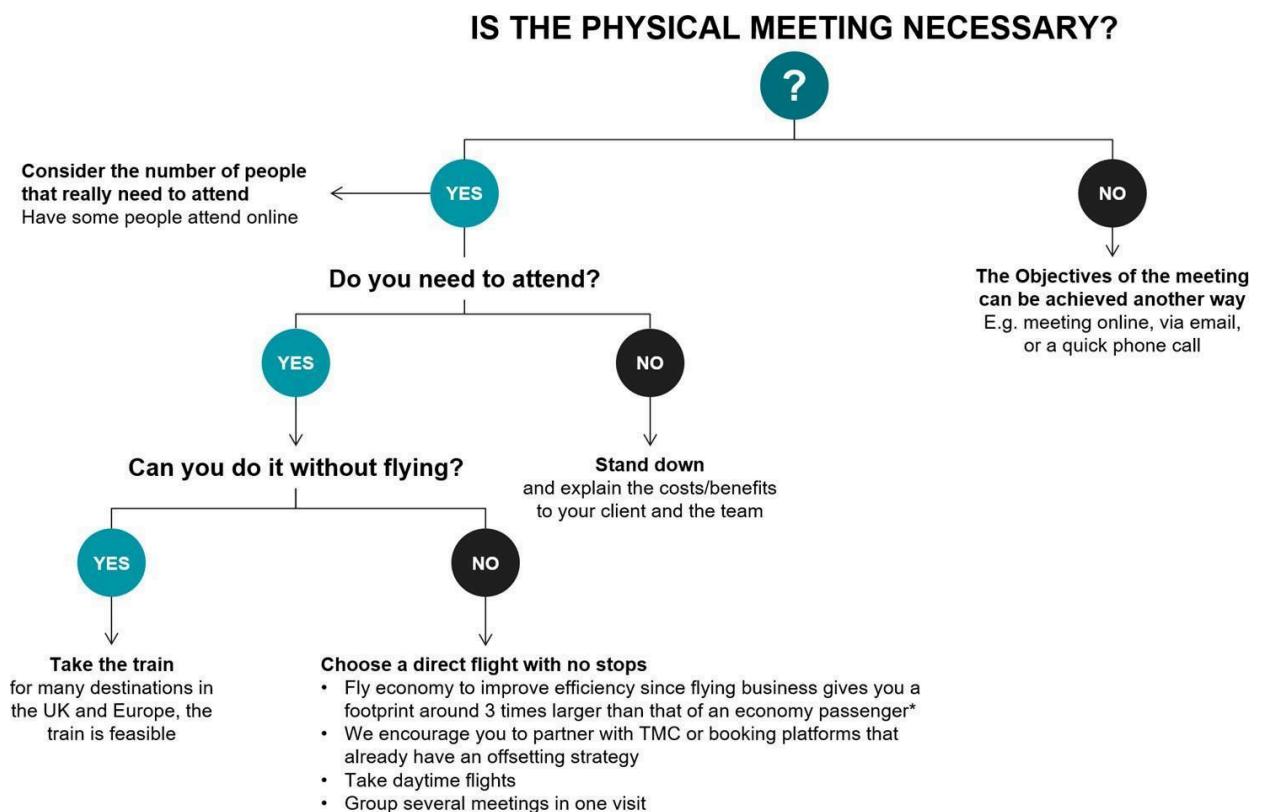 IS THE PHYSICAL MEETING NECESSARY?
?
Consider the number of people
that really need to attend
Have some people attend online
YES
NO
Do you need to attend?
The Objectives of the meeting
can be achieved another way
E.g. meeting online, via email,
or a quick phone call
YES
NO
Can you do it without flying?
Stand down
and explain the costs/benefits
to your client and the team
YES
NO
Take the train
for many destinations in
the UK and Europe, the
train is feasible
Choose a direct flight with no stops
• Fly economy to improve efficiency since flying business gives you a
footprint around 3 times larger than that of an economy passenger*
• We encourage you to partner with TMC or booking platforms that
already have an offsetting strategy
• Take daytime flights
• Group several meetings in one visit